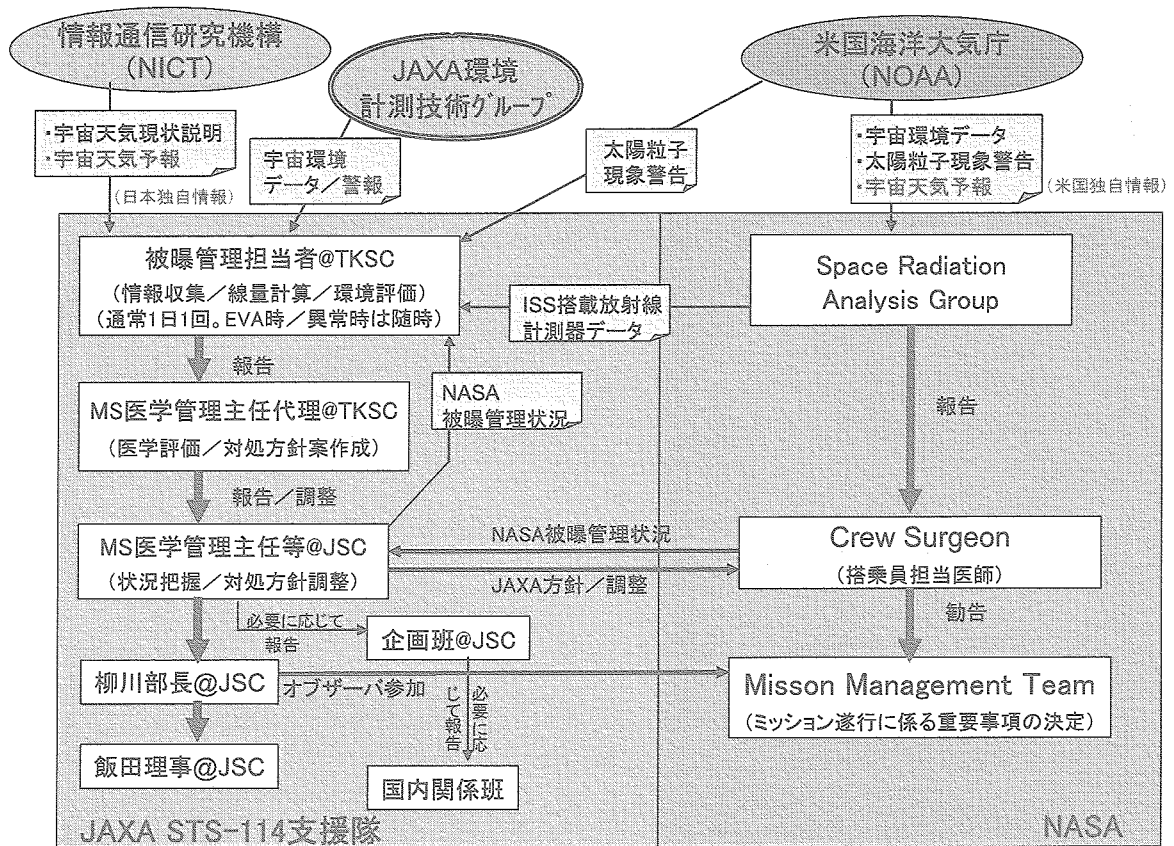 情報通信研究機構
(NICT)
JAXA環境
計測技術グループ
米国海洋大気庁
(NOAA)
・宇宙天気現状説明
・宇宙天気予報
(日本独自情報)
宇宙環境
データ/警報
太陽粒子
現象警告
・宇宙環境データ
・太陽粒子現象警告
・宇宙天気予報
(米国独自情報)
被曝管理担当者@TKSC
(情報収集/線量計算/環境評価)
(通常1日1回。EVA時/異常時は随時)
ISS搭載放射線
計測器データ
Space Radiation
Analysis Group
報告
MS医学管理主任代理@TKSC
(医学評価/対処方針案作成)
NASA
被曝管理状況
報告
報告/調整
MS医学管理主任等@JSC
(状況把握/対処方針調整)
NASA被曝管理状況
JAXA方針/調整
Crew Surgeon
(搭乗員担当医師)
必要に応じて
報告
企画班@JSC
勧告
柳川部長@JSC
オブザーバ参加
必要に応
じて報告
Misson Management Team
(ミッション遂行に係る重要事項の決定)
飯田理事@JSC
国内関係班
JAXA STS-114支援隊
NASA